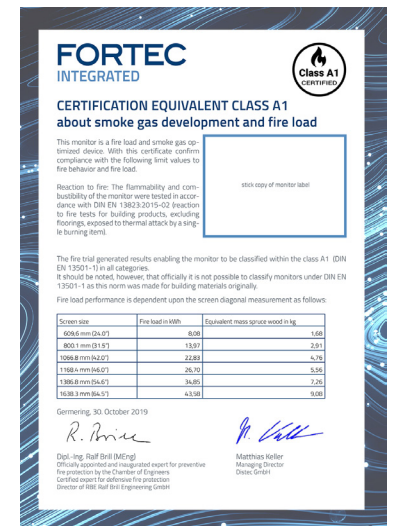 FORTEC
INTEGRATED
Class A1
CERTIFIED
CERTIFICATION EQUIVALENT CLASS A1
about smoke gas development and fire load
This monitor is a fire load and smoke gas op-
timized device. With this certificate confirm
compliance with the following limit values to
fire behavior and fire load.
Reaction to fire: The flammability and com-
bustibility of the monitor were tested in accor-
dance with DIN EN 13823:2015-02 (reaction
to fire tests for building products, excluding
floorings, exposed to thermal attack by a sing-
le burning item).
stick copy of monitor label
The fire trial generated results enabling the monitor to be classified within the class A1 (DIN
EN 13501-1) in all categories.
It should be noted, however, that officially it is not possible to classify monitors under DIN EN
13501-1 as this norm was made for building materials originally.
Fire load performance is dependent upon the screen diagonal measurement as follows:
Screen size Fire load in kWh Equivalent mass spruce wood in kg
609,6 mm (24.0") 8,08 1,68
800.1 mm (31.5") 13,97 2,91
1066.8 mm (42.0") 22,83 4,76
1168.4 mm (46.0") 26,70 5,56
1386.8 mm (54.6") 34,85 7,26
1638.3 mm (64.5") 43,58 9,08
Germering, 30. October 2019
R. Brill
Dipl.-Ing. Ralf Brill (MEng)
Officially appointed and inaugurated expert for preventive
fire protection by the Chamber of Engineers
Certified expert for defensive fire protection
Director of RBE Ralf Brill Engineering GmbH
Matthias Keller
Managing Director
Distec GmbH